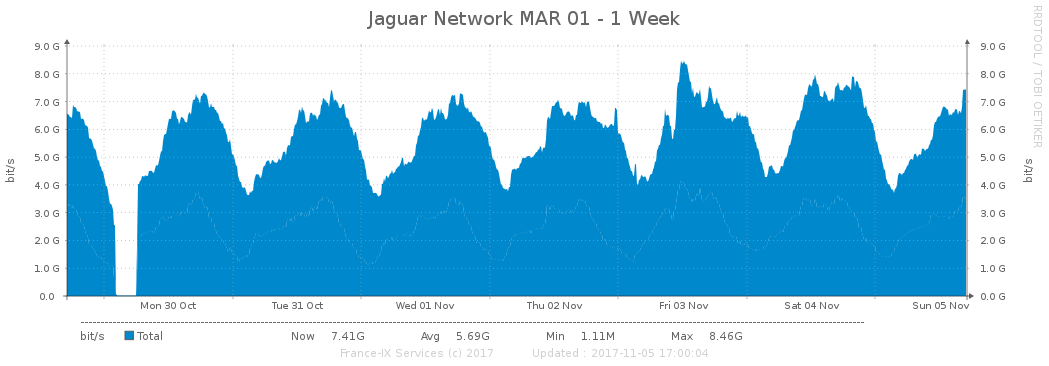 Jaguar Network MAR 01 - 1 Week
RRDTOOL / TOBI OETIKER
9.0 G 9.0 G
8.0 G 8.0 G
7.0 G 7.0 G
6.0 G 6.0 G
5.0 G 5.0 G
4.0 G 4.0 G
3.0 G 3.0 G
2.0 G 2.0 G
1.0 G 1.0 G
0.0 0.0 G
bit/s
bit/s
Mon 30 Oct Tue 31 Oct Wed 01 Nov Thu 02 Nov Fri 03 Nov Sat 04 Nov Sun 05 Nov
bit/s Total Now 7.41G Avg 5.69G Min 1.11M Max 8.46G
France-IX Services (c) 2017 Updated : 2017-11-05 17:00:04